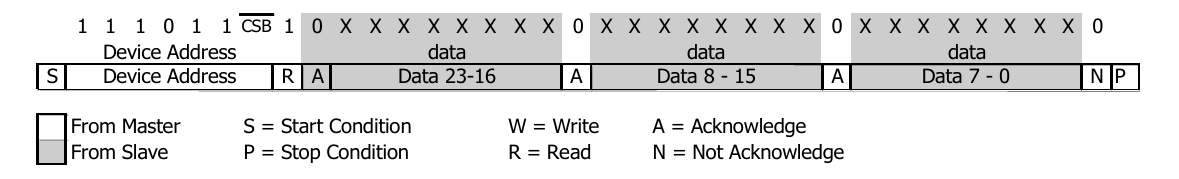 1 1 1 0 1 1 CSB 1 0 X X X X X X X X 0 X X X X X X X X 0 X X X X X X X X 0
Device Address data data data
S Device Address R A Data 23-16 A Data 8 - 15 A Data 7 - 0 N P
From Master S = Start Condition W = Write A = Acknowledge
From Slave P = Stop Condition R = Read N = Not Acknowledge